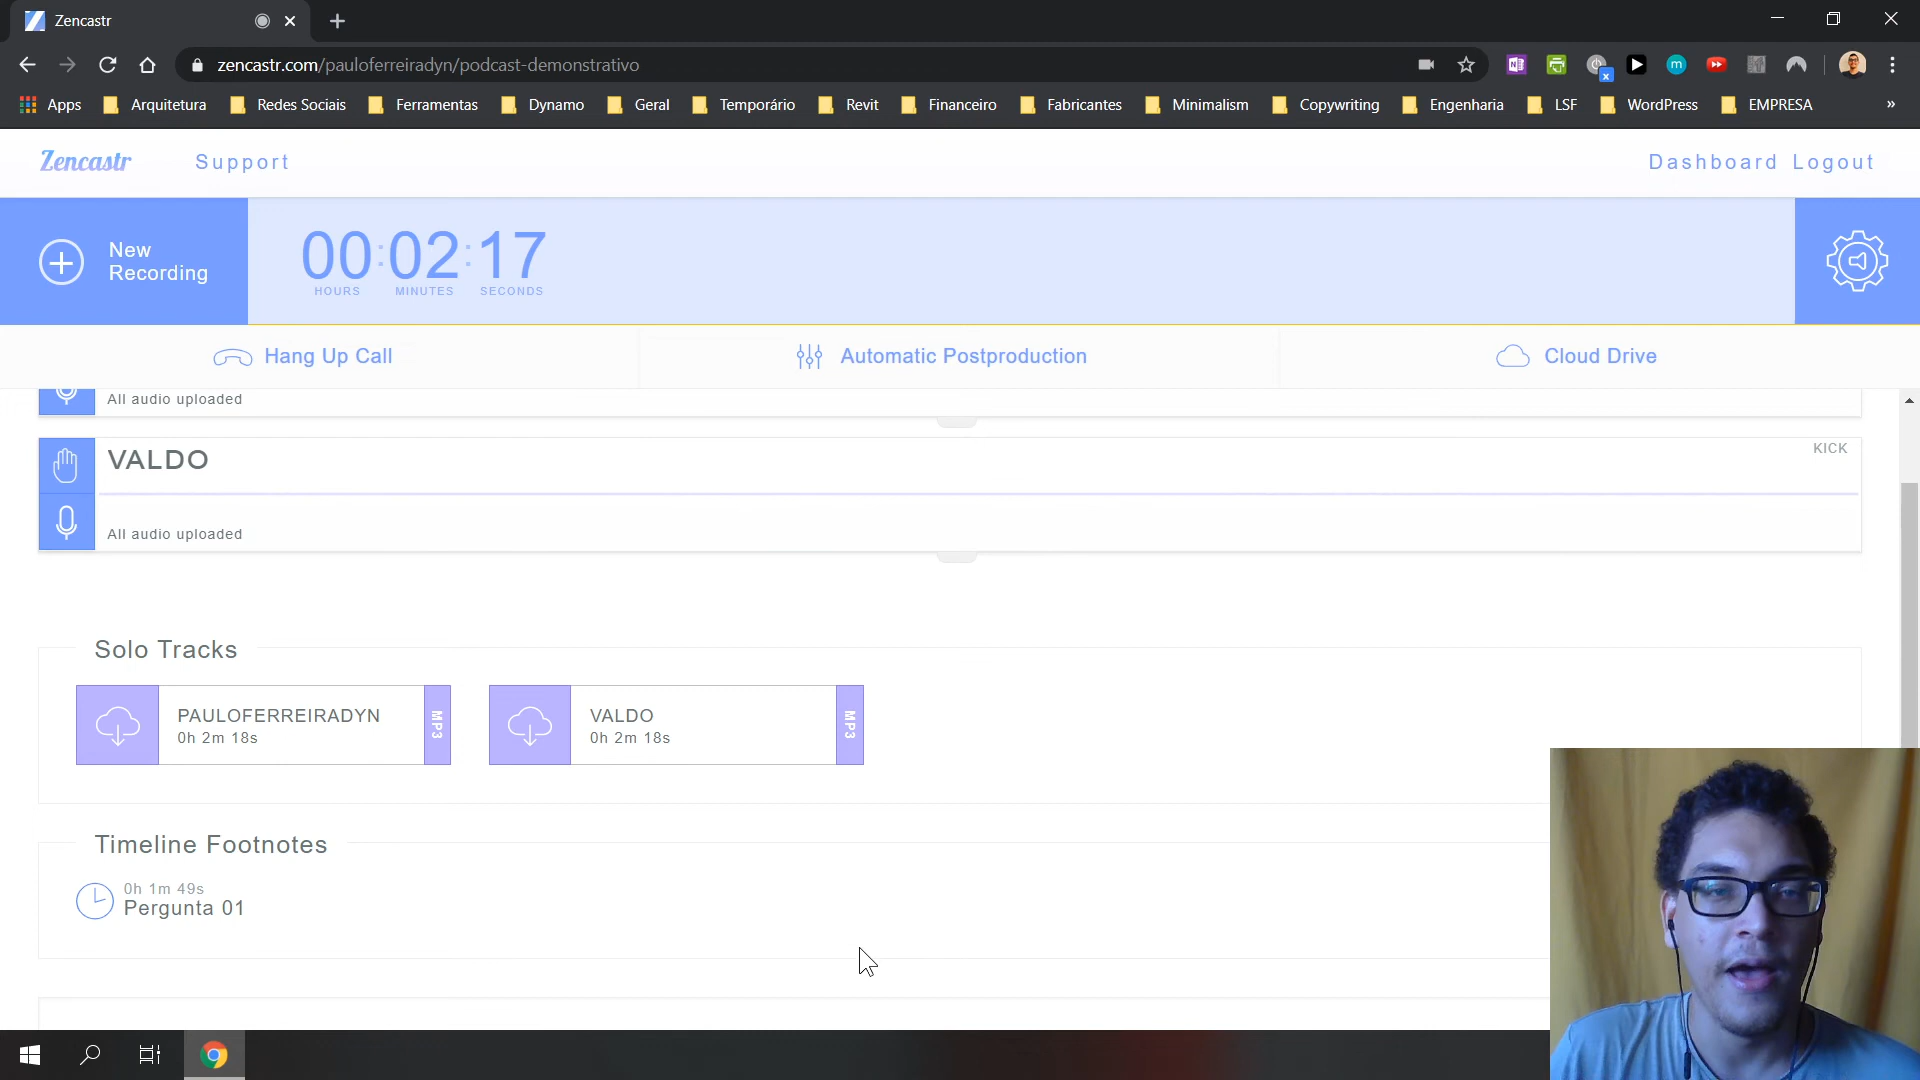 Zencastr
zencastr.com/pauloferreiradyn/podcast-demonstrativo
Apps Arquitetura Redes Sociais Ferramentas Dynamo Geral Temporário Revit Financeiro Fabricantes Minimalism Copywriting Engenharia LSF WordPress EMPRESA »
Zencastr Support Dashboard Logout
New
Recording
00:02:17
HOURS MINUTES SECONDS
Hang Up Call Automatic Postproduction Cloud Drive
All audio uploaded
VALDO
KICK
All audio uploaded
Solo Tracks
PAULOFERREIRADYN
0h 2m 18s
MP3
VALDO
0h 2m 18s
MP3
Timeline Footnotes
0h 1m 49s
Pergunta 01